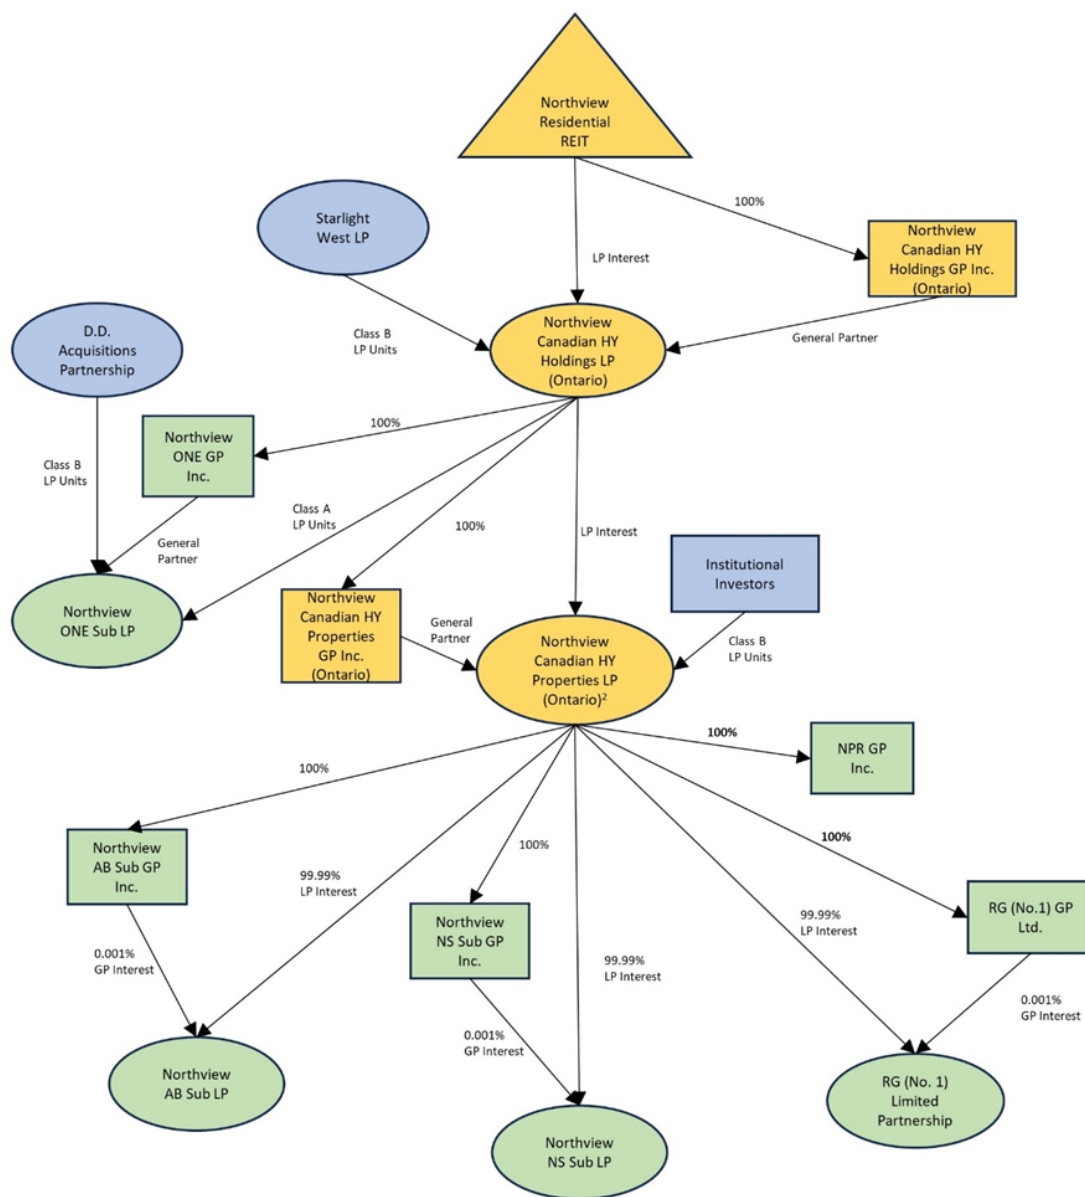 Northview
Residential
REIT
100%
Starlight
West LP
Northview
Canadian HY
Holdings GP Inc.
(Ontario)
LP Interest
D.D.
Acquisitions
Partnership
Class B
LP Units
Northview
Canadian HY
Holdings LP
(Ontario)
General Partner
100%
Northview
ONE GP
Inc.
Class B
LP Units
Class A
LP Units
100%
LP Interest
General
Partner
Institutional
Investors
Northview
ONE Sub LP
Northview
Canadian HY
Properties
GP Inc.
(Ontario)
General
Partner
Northview
Canadian HY
Properties LP
(Ontario)²
Class B
LP Units
100%
NPR GP
Inc.
100%
Northview
AB Sub GP
Inc.
100%
100%
99.99%
LP Interest
Northview
NS Sub GP
Inc.
99.99%
LP Interest
RG (No.1) GP
Ltd.
0.001%
GP Interest
99.99%
LP Interest
0.001%
GP Interest
0.001%
GP Interest
Northview
AB Sub LP
RG (No. 1)
Limited
Partnership
Northview
NS Sub LP